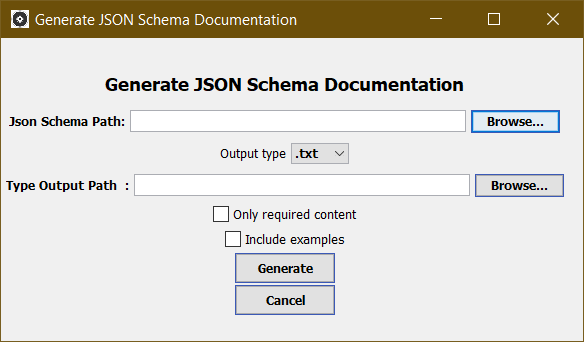 Generate JSON Schema Documentation
Generate JSON Schema Documentation
Json Schema Path: Browse...
Output type .txt
Type Output Path : Browse...
Only required content
Include examples
Generate
Cancel